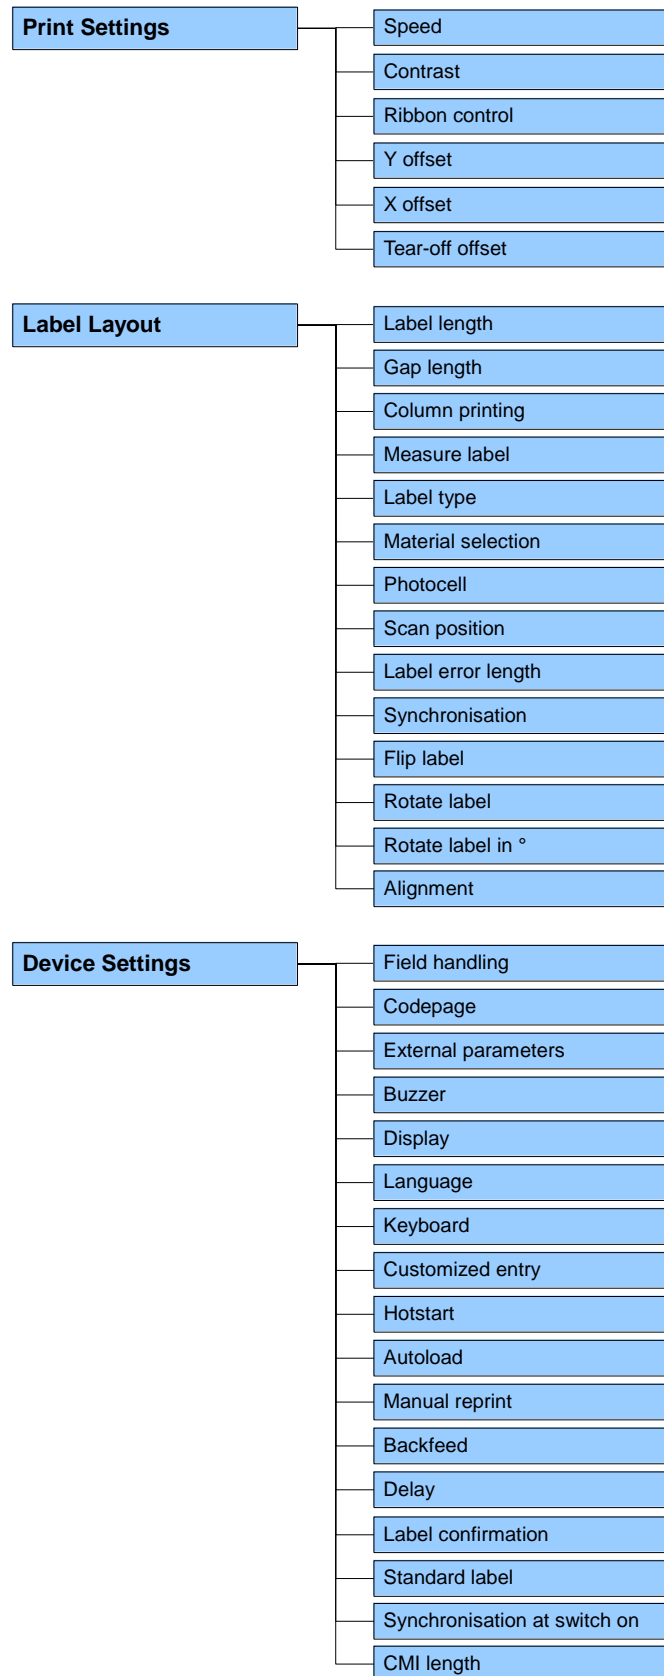 Print Settings
Speed
Contrast
Ribbon control
Y offset
X offset
Tear-off offset
Label Layout
Label length
Gap length
Column printing
Measure label
Label type
Material selection
Photocell
Scan position
Label error length
Synchronisation
Flip label
Rotate label
Rotate label in °
Alignment
Device Settings
Field handling
Codepage
External parameters
Buzzer
Display
Language
Keyboard
Customized entry
Hotstart
Autoload
Manual reprint
Backfeed
Delay
Label confirmation
Standard label
Synchronisation at switch on
CMI length